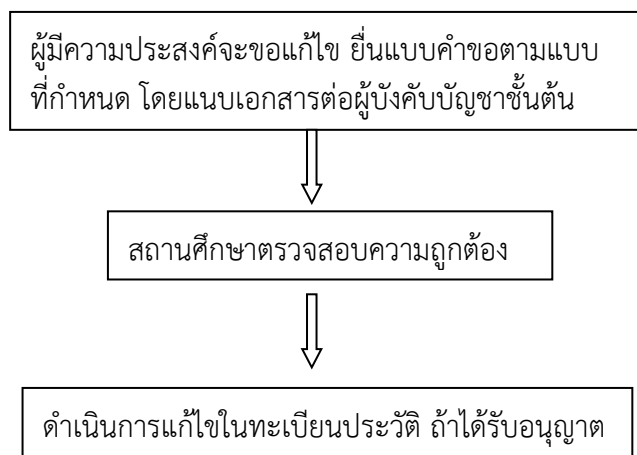 ผู้มีความประสงค์จะขอแก้ไข ยื่นแบบคำขอตามแบบ
ที่กำหนด โดยแนบเอกสารต่อผู้บังคับบัญชาชั้นต้น
สถานศึกษาตรวจสอบความถูกต้อง
ดำเนินการแก้ไขในทะเบียนประวัติ ถ้าได้รับอนุญาต